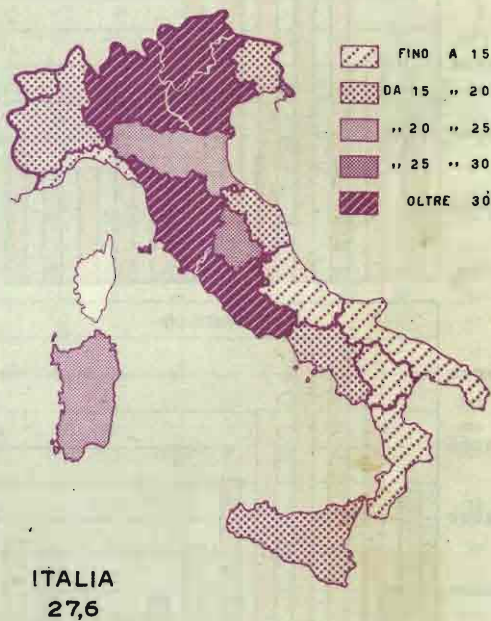 FINO A 15
DA 15 „ 20
„ 20 „ 25
„ 25 „ 30
OLTRE 30
ITALIA
27,6